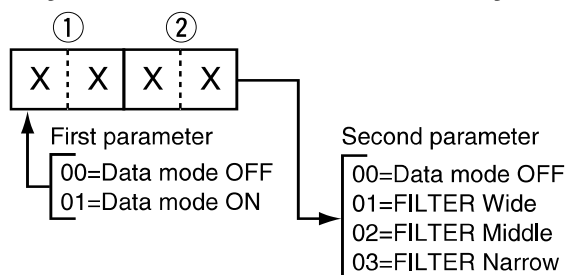 ① ②
X X X X
First parameter
00=Data mode OFF
01=Data mode ON
Second parameter
00=Data mode OFF
01=FILTER Wide
02=FILTER Middle
03=FILTER Narrow